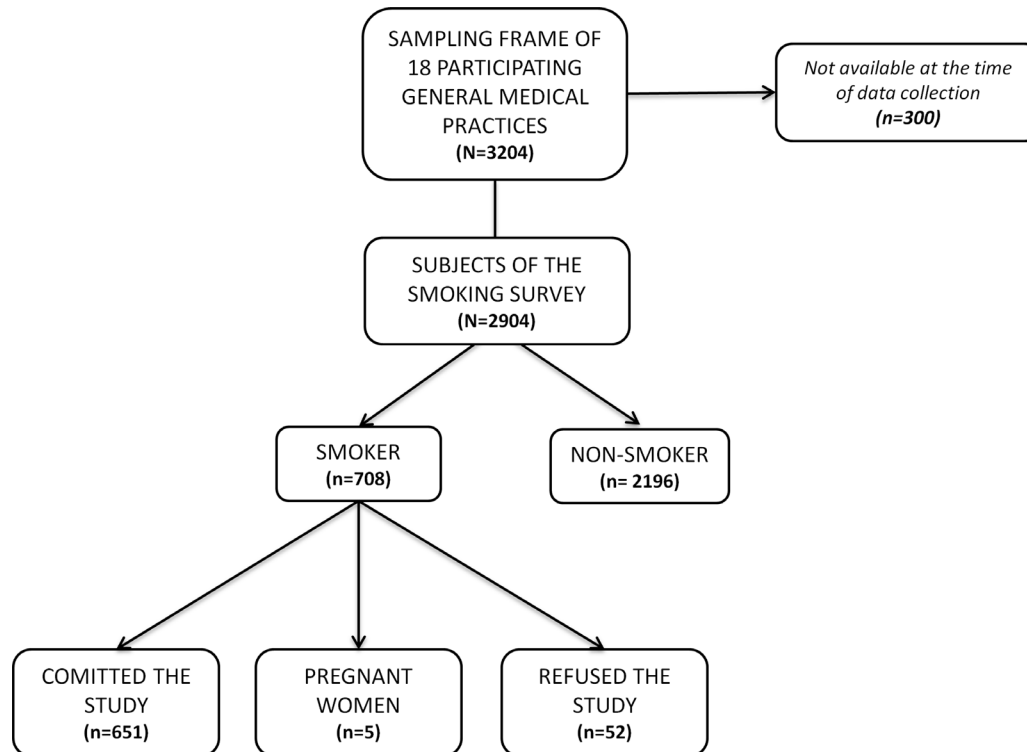 SAMPLING FRAME OF
18 PARTICIPATING
GENERAL MEDICAL
PRACTICES
(N=3204)
Not available at the time
of data collection
(n=300)
SUBJECTS OF THE
SMOKING SURVEY
(N=2904)
SMOKER
(n=708)
NON-SMOKER
(n= 2196)
COMITTED THE
STUDY
(n=651)
PREGNANT
WOMEN
(n=5)
REFUSED THE
STUDY
(n=52)